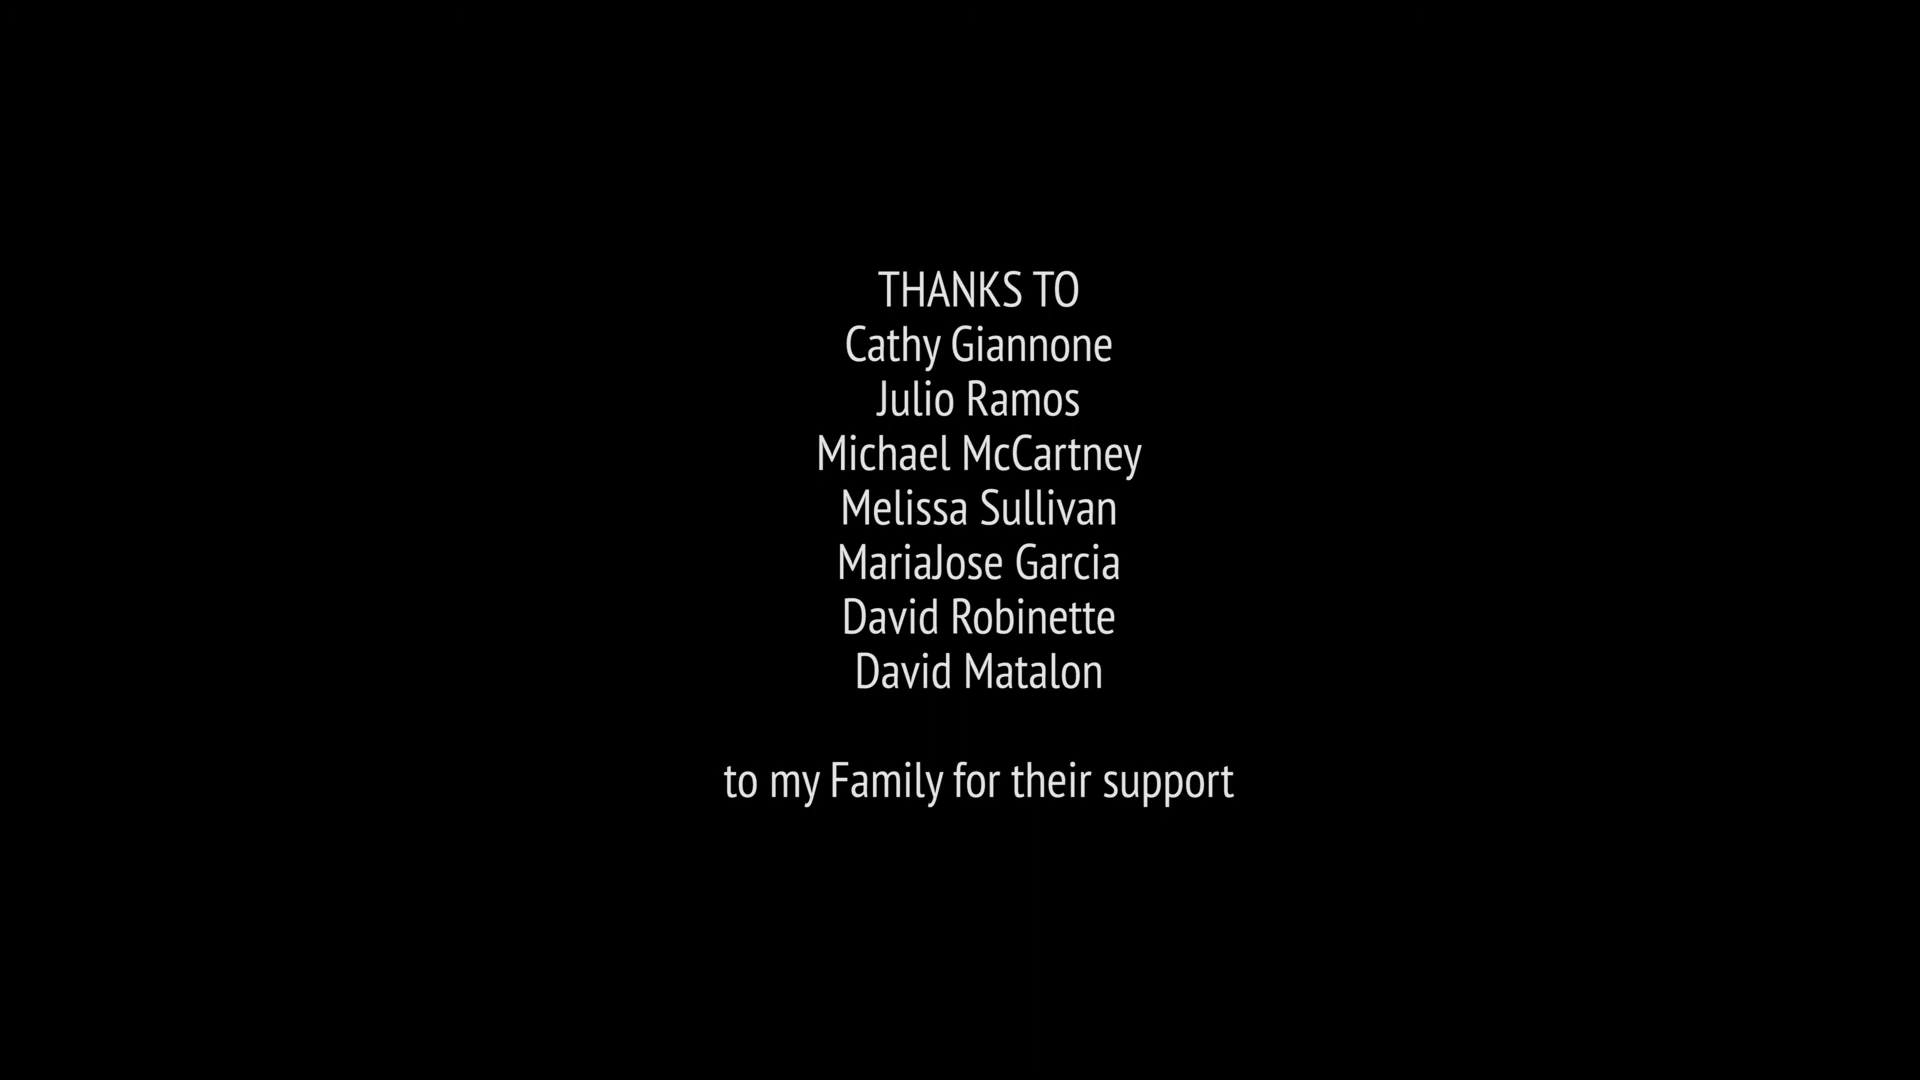 THANKS TO
Cathy Giannone
Julio Ramos
Michael McCartney
Melissa Sullivan
MariaJose Garcia
David Robinette
David Matalon
to my Family for their support